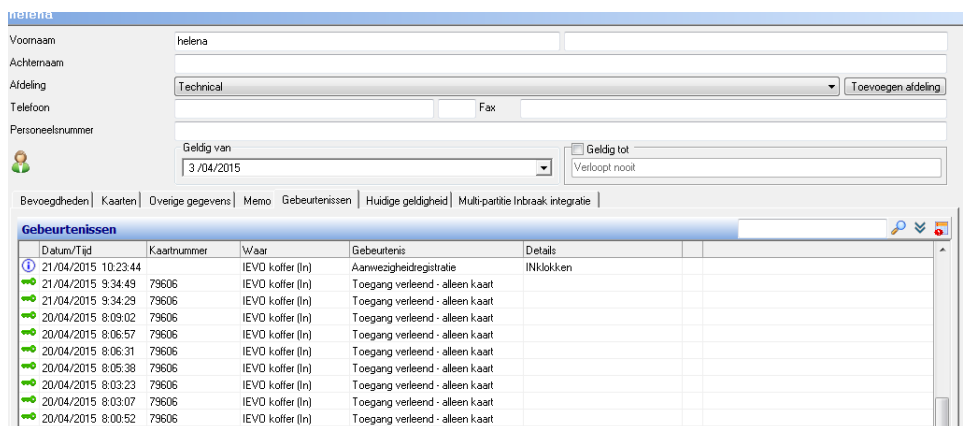 helena
Voornaam helena
Achternaam
Afdeling Technical Toevoegen afdeling
Telefoon Fax
Personeelsnummer
Geldig van Geldig tot
3 /04/2015 Verloopt nooit
Bevoegdheden Kaarten Overige gegevens Memo Gebeurtenissen Huidige geldigheid Multi-partitie Inbraak integratie
Gebeurtenissen
Datum/Tijd Kaartnummer Waar Gebeurtenis Details
21/04/2015 10:23:44 IEVO koffer (In) Aanwezigheidregistratie INklokken
21/04/2015 9:34:49 79606 IEVO koffer (In) Toegang verleend - alleen kaart
21/04/2015 9:34:29 79606 IEVO koffer (In) Toegang verleend - alleen kaart
20/04/2015 8:09:02 79606 IEVO koffer (In) Toegang verleend - alleen kaart
20/04/2015 8:06:57 79606 IEVO koffer (In) Toegang verleend - alleen kaart
20/04/2015 8:06:31 79606 IEVO koffer (In) Toegang verleend - alleen kaart
20/04/2015 8:05:38 79606 IEVO koffer (In) Toegang verleend - alleen kaart
20/04/2015 8:03:23 79606 IEVO koffer (In) Toegang verleend - alleen kaart
20/04/2015 8:03:07 79606 IEVO koffer (In) Toegang verleend - alleen kaart
20/04/2015 8:00:52 79606 IEVO koffer (In) Toegang verleend - alleen kaart